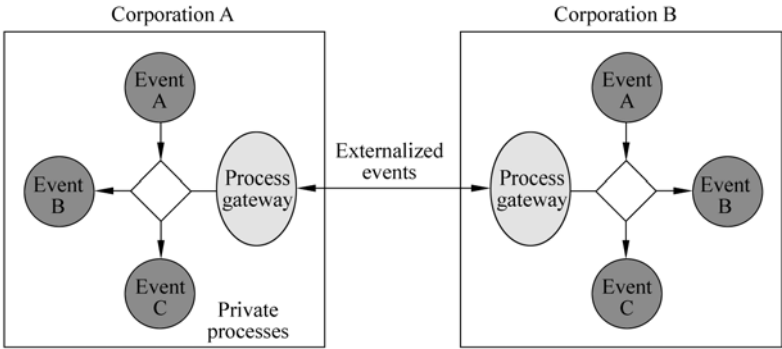 Corporation A
Corporation B
Event
A
Event
B
Event
C
Process
gateway
Private
processes
Externalized
events
Process
gateway
Event
A
Event
B
Event
C